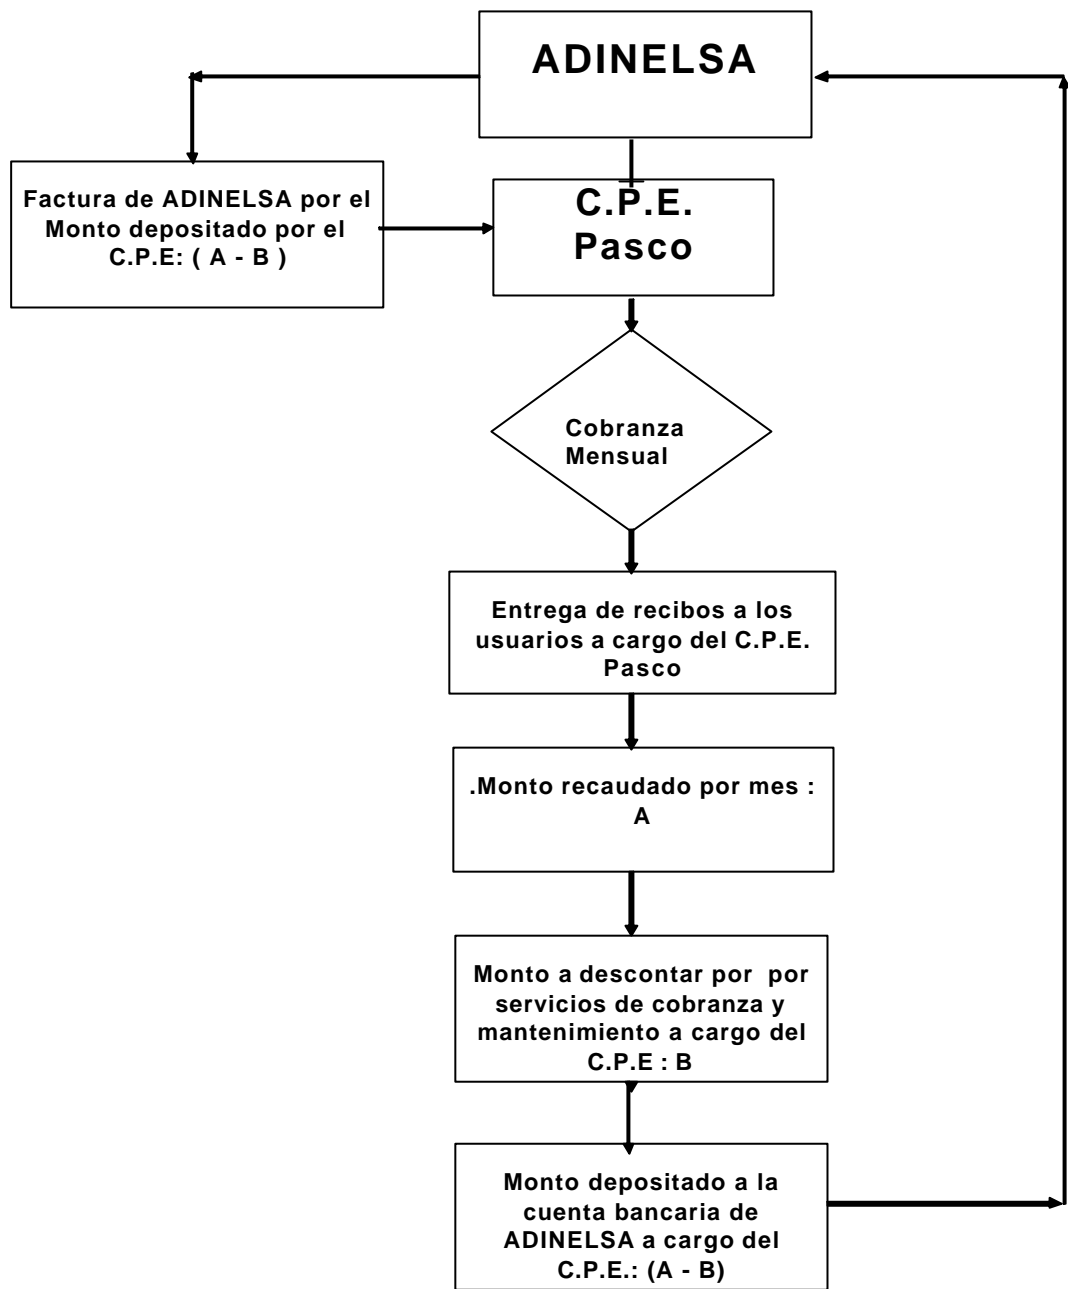 ADINELSA
Factura de ADINELSA por el
Monto depositado por el
C.P.E: ( A - B )
C.P.E.
Pasco
Cobranza
Mensual
Entrega de recibos a los
usuarios a cargo del C.P.E.
Pasco
.Monto recaudado por mes :
A
Monto a descontar por  por
servicios de cobranza y
mantenimiento a cargo del
C.P.E : B
Monto depositado a la
cuenta bancaria de
ADINELSA a cargo del
C.P.E.: (A - B)